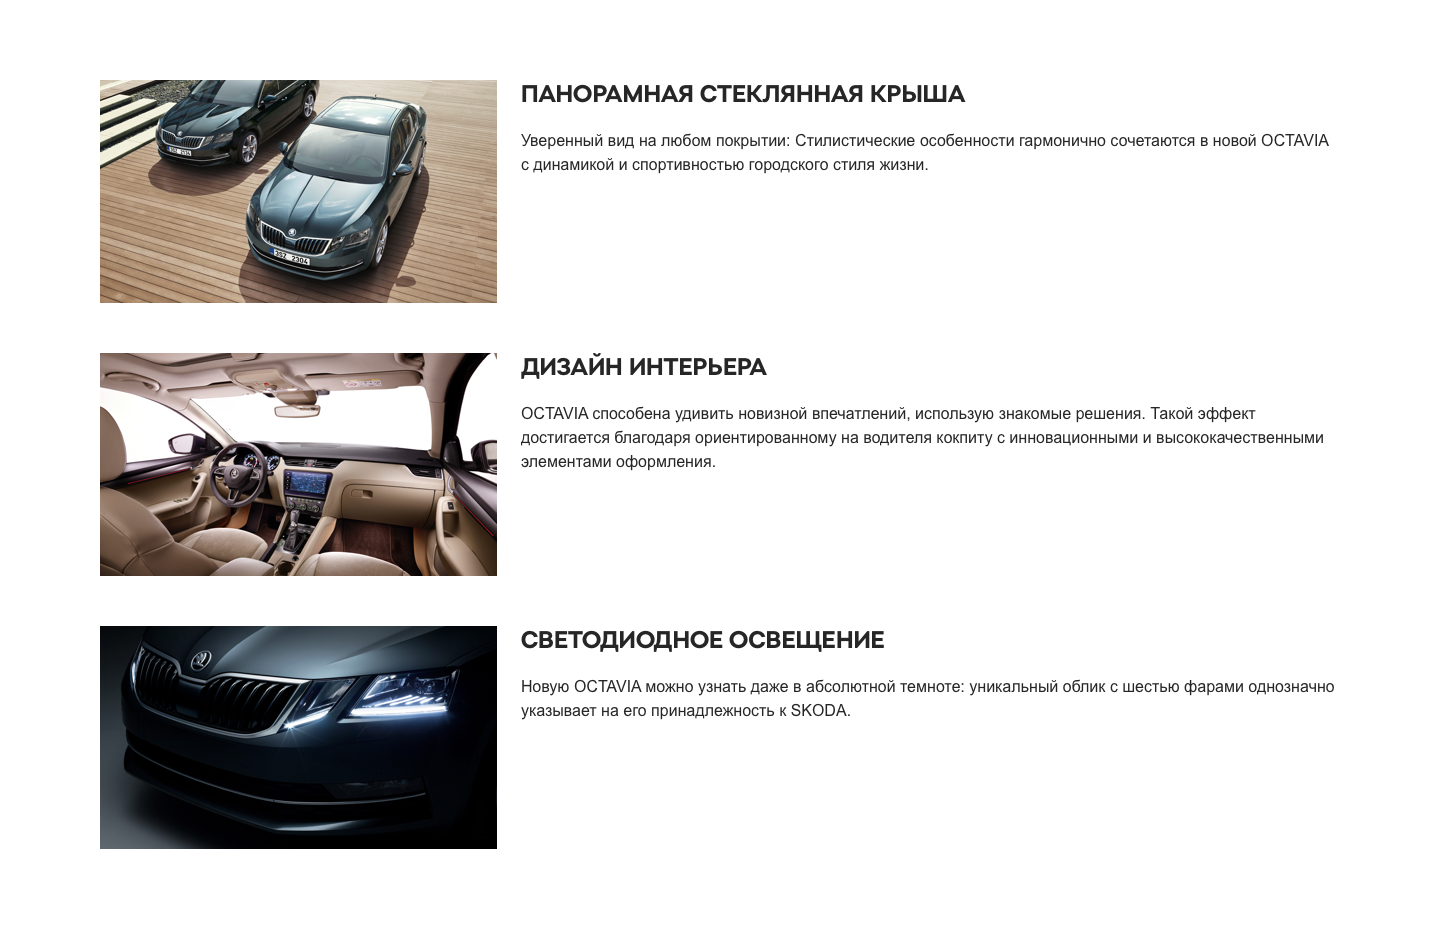 ПАНОРАМНАЯ СТЕКЛЯННАЯ КРЫША
Уверенный вид на любом покрытии: Стилистические особенности гармонично сочетаются в новой OCTAVIA
с динамикой и спортивностью городского стиля жизни.
3SZ 2304
ДИЗАЙН ИНТЕРЬЕРА
OCTAVIA способена удивить новизной впечатлений, использую знакомые решения. Такой эффект
достигается благодаря ориентированному на водителя кокпиту с инновационными и высококачественными
элементами оформления.
СВЕТОДИОДНОЕ ОСВЕЩЕНИЕ
Новую OCTAVIA можно узнать даже в абсолютной темноте: уникальный облик с шестью фарами однозначно
указывает на его принадлежность к SKODA.